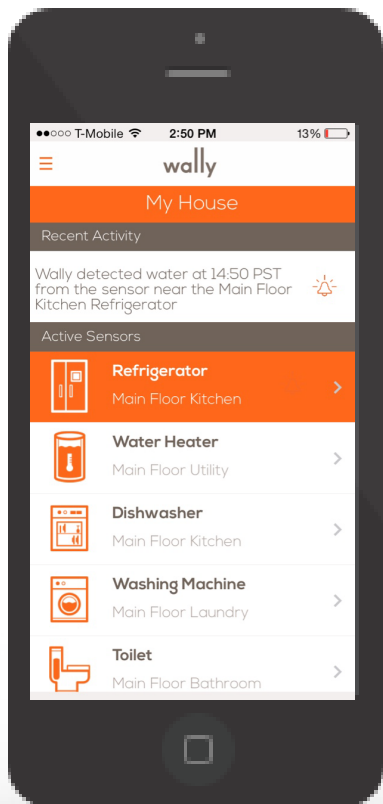 T-Mobile 2:50 PM 13%
wally
My House
Recent Activity
Wally detected water at 14:50 PST
from the sensor near the Main Floor
Kitchen Refrigerator
Active Sensors
Refrigerator
Main Floor Kitchen
Water Heater
Main Floor Utility
Dishwasher
Main Floor Kitchen
Washing Machine
Main Floor Laundry
Toilet
Main Floor Bathroom